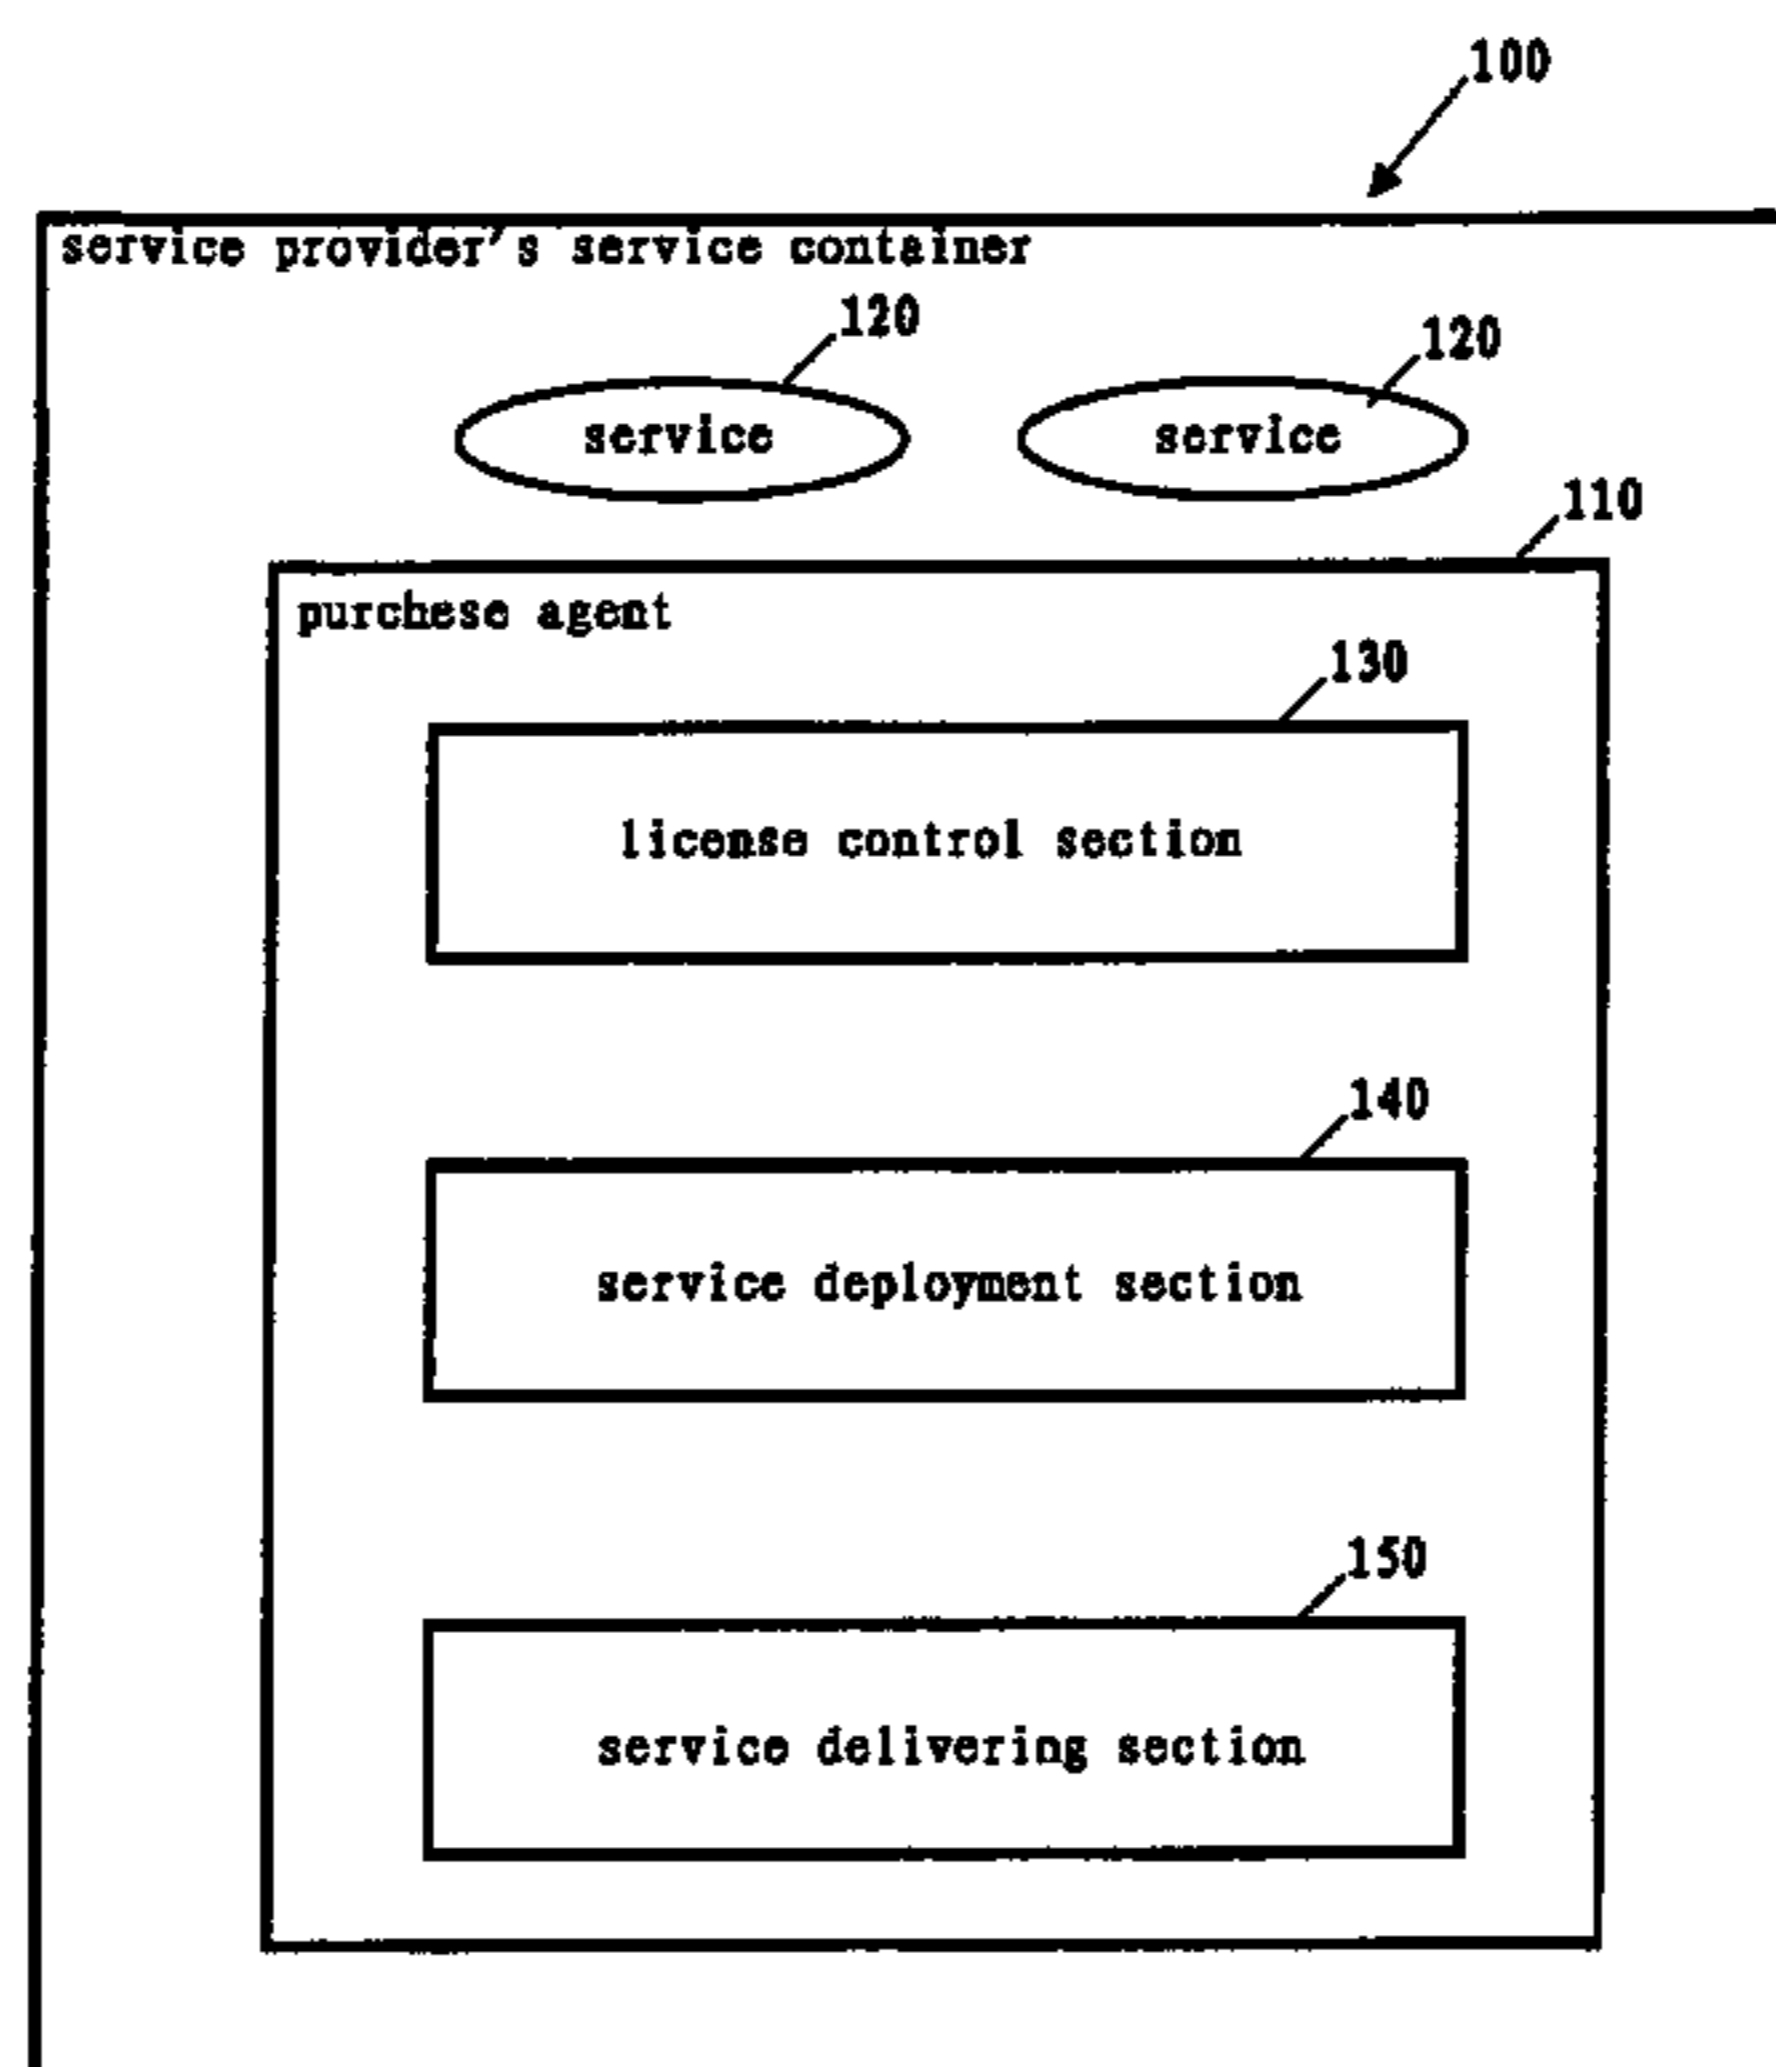 100
service provider's service container
120
120
service
service
110
purchese agent
130
license control section
140
service deployment section
150
service delivering section